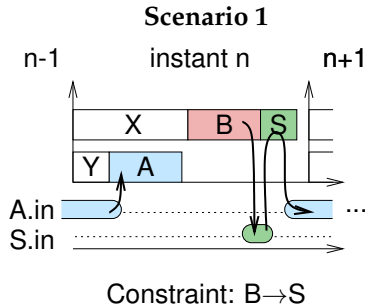 Scenario 1
n-1 instant n n+1
X B S
Y A
A.in ...
S.in
Constraint: B→S